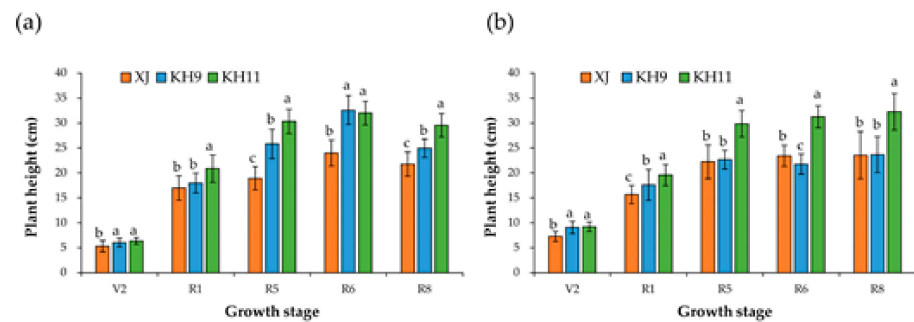 (a)
XJ KH9 KH11
Plant height (cm)
40
35
30
25
20
15
10
5
0
b a a
b b a
c b a
b a a
c b a
V2 R1 R5 R6 R8
Growth stage
(b)
XJ KH9 KH11
Plant height (cm)
40
35
30
25
20
15
10
5
0
b a a
c b a
b b a
b c a
b b a
V2 R1 R5 R6 R8
Growth stage